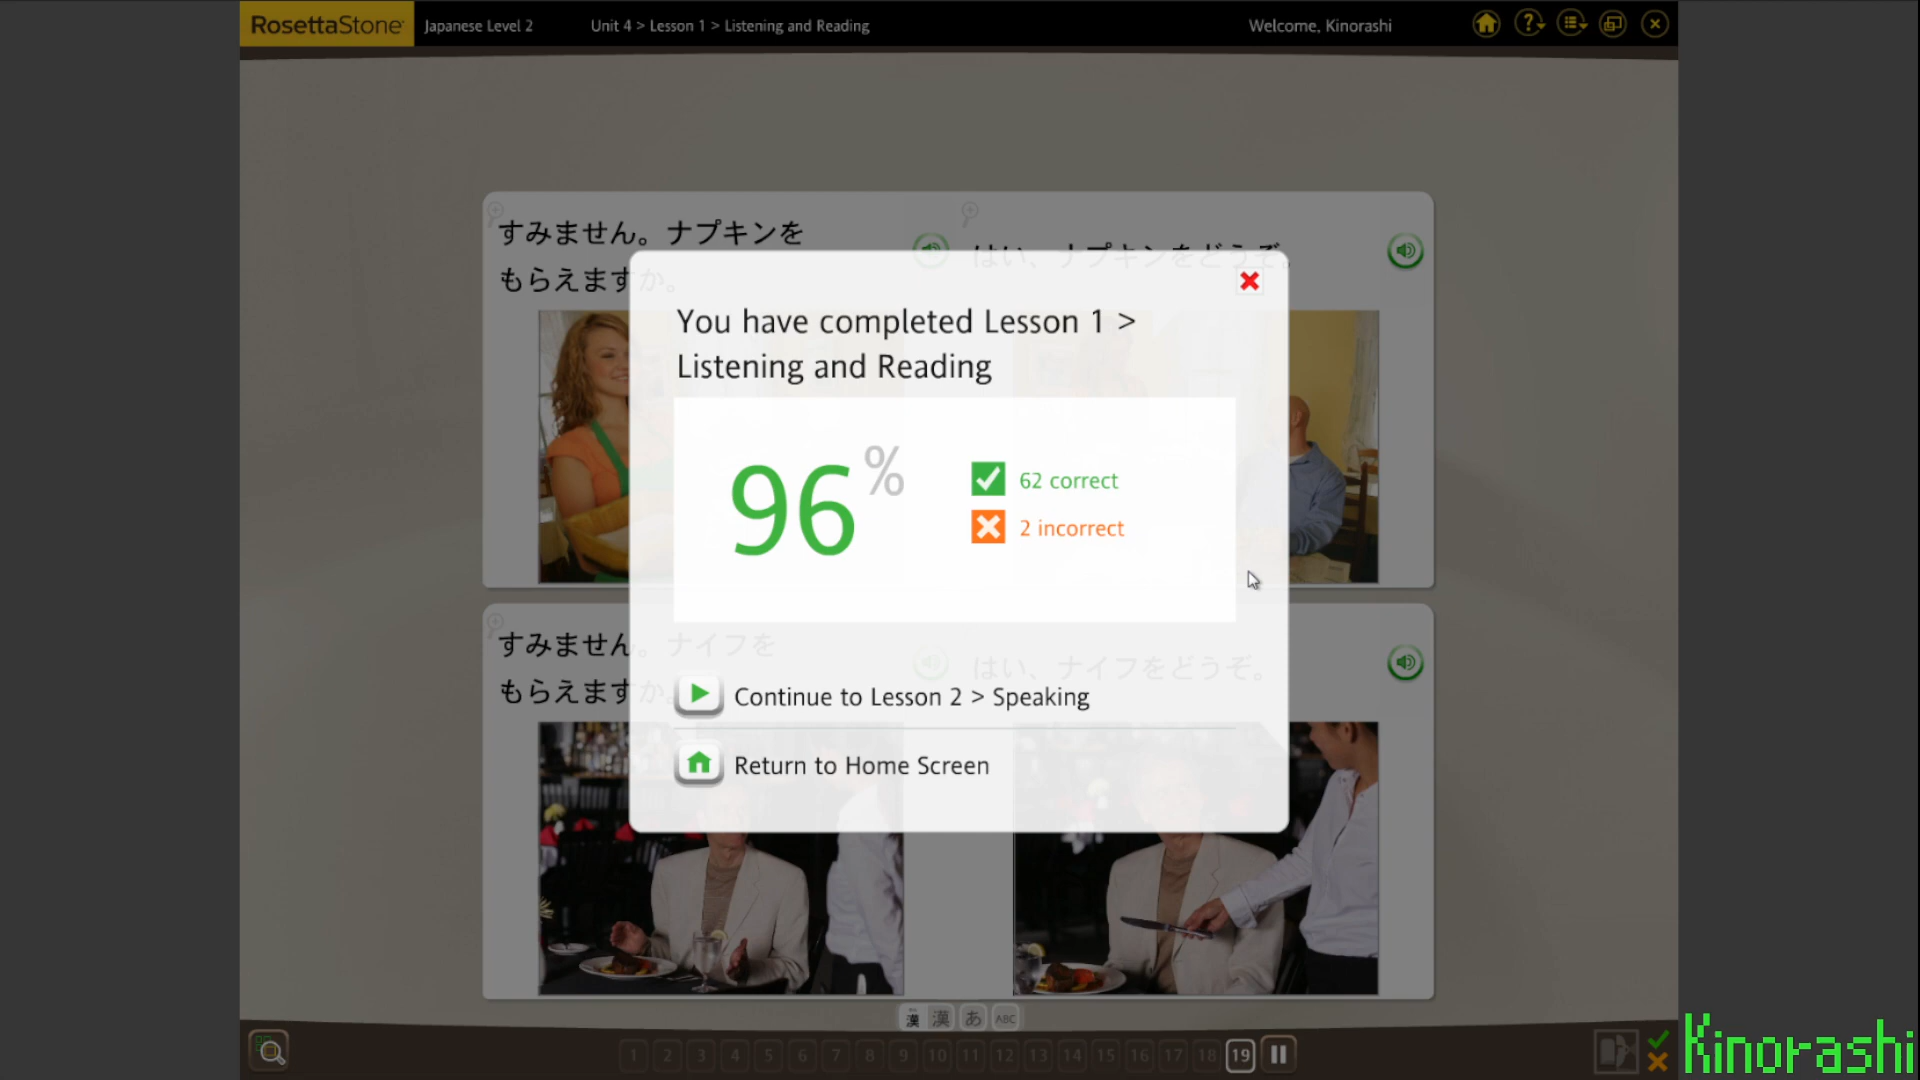 RosettaStone
Japanese Level 2
Unit 4 > Lesson 1 > Listening and Reading
Welcome, Kinorashi
すみません。ナプキンを
もらえますか。
はい、ナプキンをどうぞ。
You have completed Lesson 1 >
Listening and Reading
96%
62 correct
2 incorrect
すみません。ナイフを
もらえますか。
はい、ナイフをどうぞ。
Continue to Lesson 2 > Speaking
Return to Home Screen
漢 漢 あ ABC
1 2 3 4 5 6 7 8 9 10 11 12 13 14 15 16 17 18 19
Kinorashi